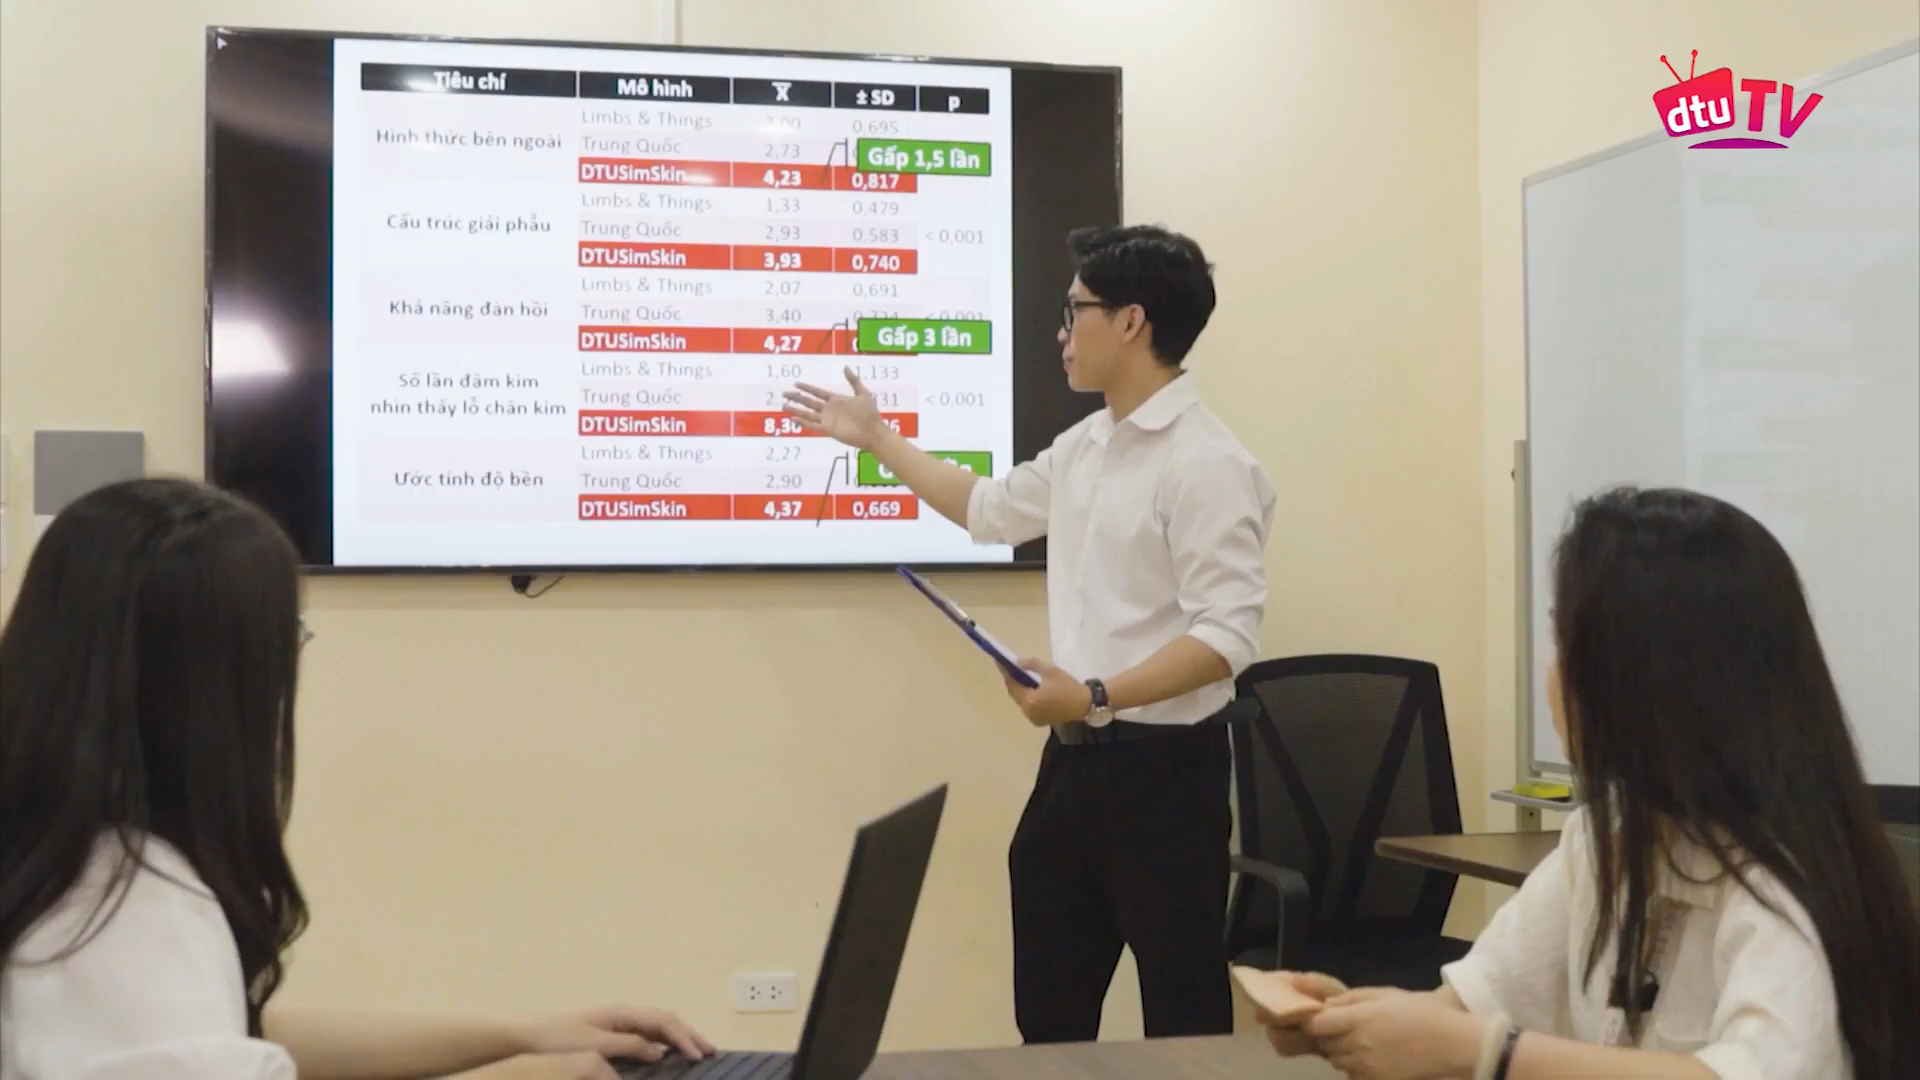 dtu TV
Tiêu chí Mô hình X̅ ± SD p
Hình thức bên ngoài
Limbs & Things 0,695
Trung Quốc 2,73
DTUSimSkin 4,23 0,817
Gấp 1,5 lần
Cấu trúc giải phẫu
Limbs & Things 1,33 0,479
Trung Quốc 2,93 0,583 < 0,001
DTUSimSkin 3,93 0,740
Khả năng đàn hồi
Limbs & Things 2,07 0,691
Trung Quốc 3,40 < 0,001
DTUSimSkin 4,27
Gấp 3 lần
Số lần đâm kim
nhìn thấy lỗ chân kim
Limbs & Things 1,60 1,133
Trung Quốc < 0,001
DTUSimSkin
Ước tính độ bền
Limbs & Things 2,27
Trung Quốc 2,90
DTUSimSkin 4,37 0,669